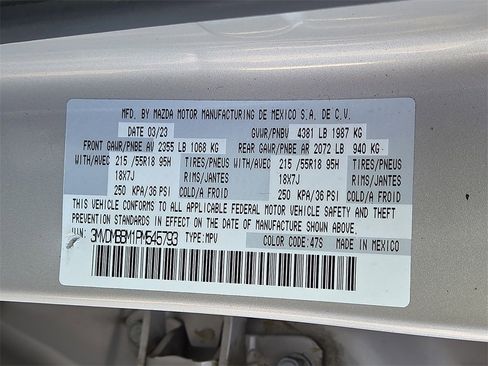 MFD. BY MAZDA MOTOR MANUFACTURING DE MEXICO S.A. DE C.V.
DATE 03/23 GVWR/PNBV 4381 LB 1987 KG
FRONT GAWR/PNBE AV 2355 LB 1068 KG REAR GAWR/PNBE AR 2072 LB 940 KG
WITH/AVEC 215 /55R18 95H TIRES/PNEUS WITH/AVEC 215 /55R18 95H TIRES/PNEUS
18X7J RIMS/JANTES 18X7J RIMS/JANTES
250 KPA/36 PSI COLD/A FROID 250 KPA/36 PSI COLD/A FROID
THIS VEHICLE CONFORMS TO ALL APPLICABLE FEDERAL MOTOR VEHICLE SAFETY AND THEFT
PREVENTION STANDARDS IN EFFECT ON THE DATE OF MANUFACTURE SHOWN ABOVE.
VIN: 3MVDMBBM1PM545793 TYPE: MPV COLOR CODE: 47S MADE IN MEXICO